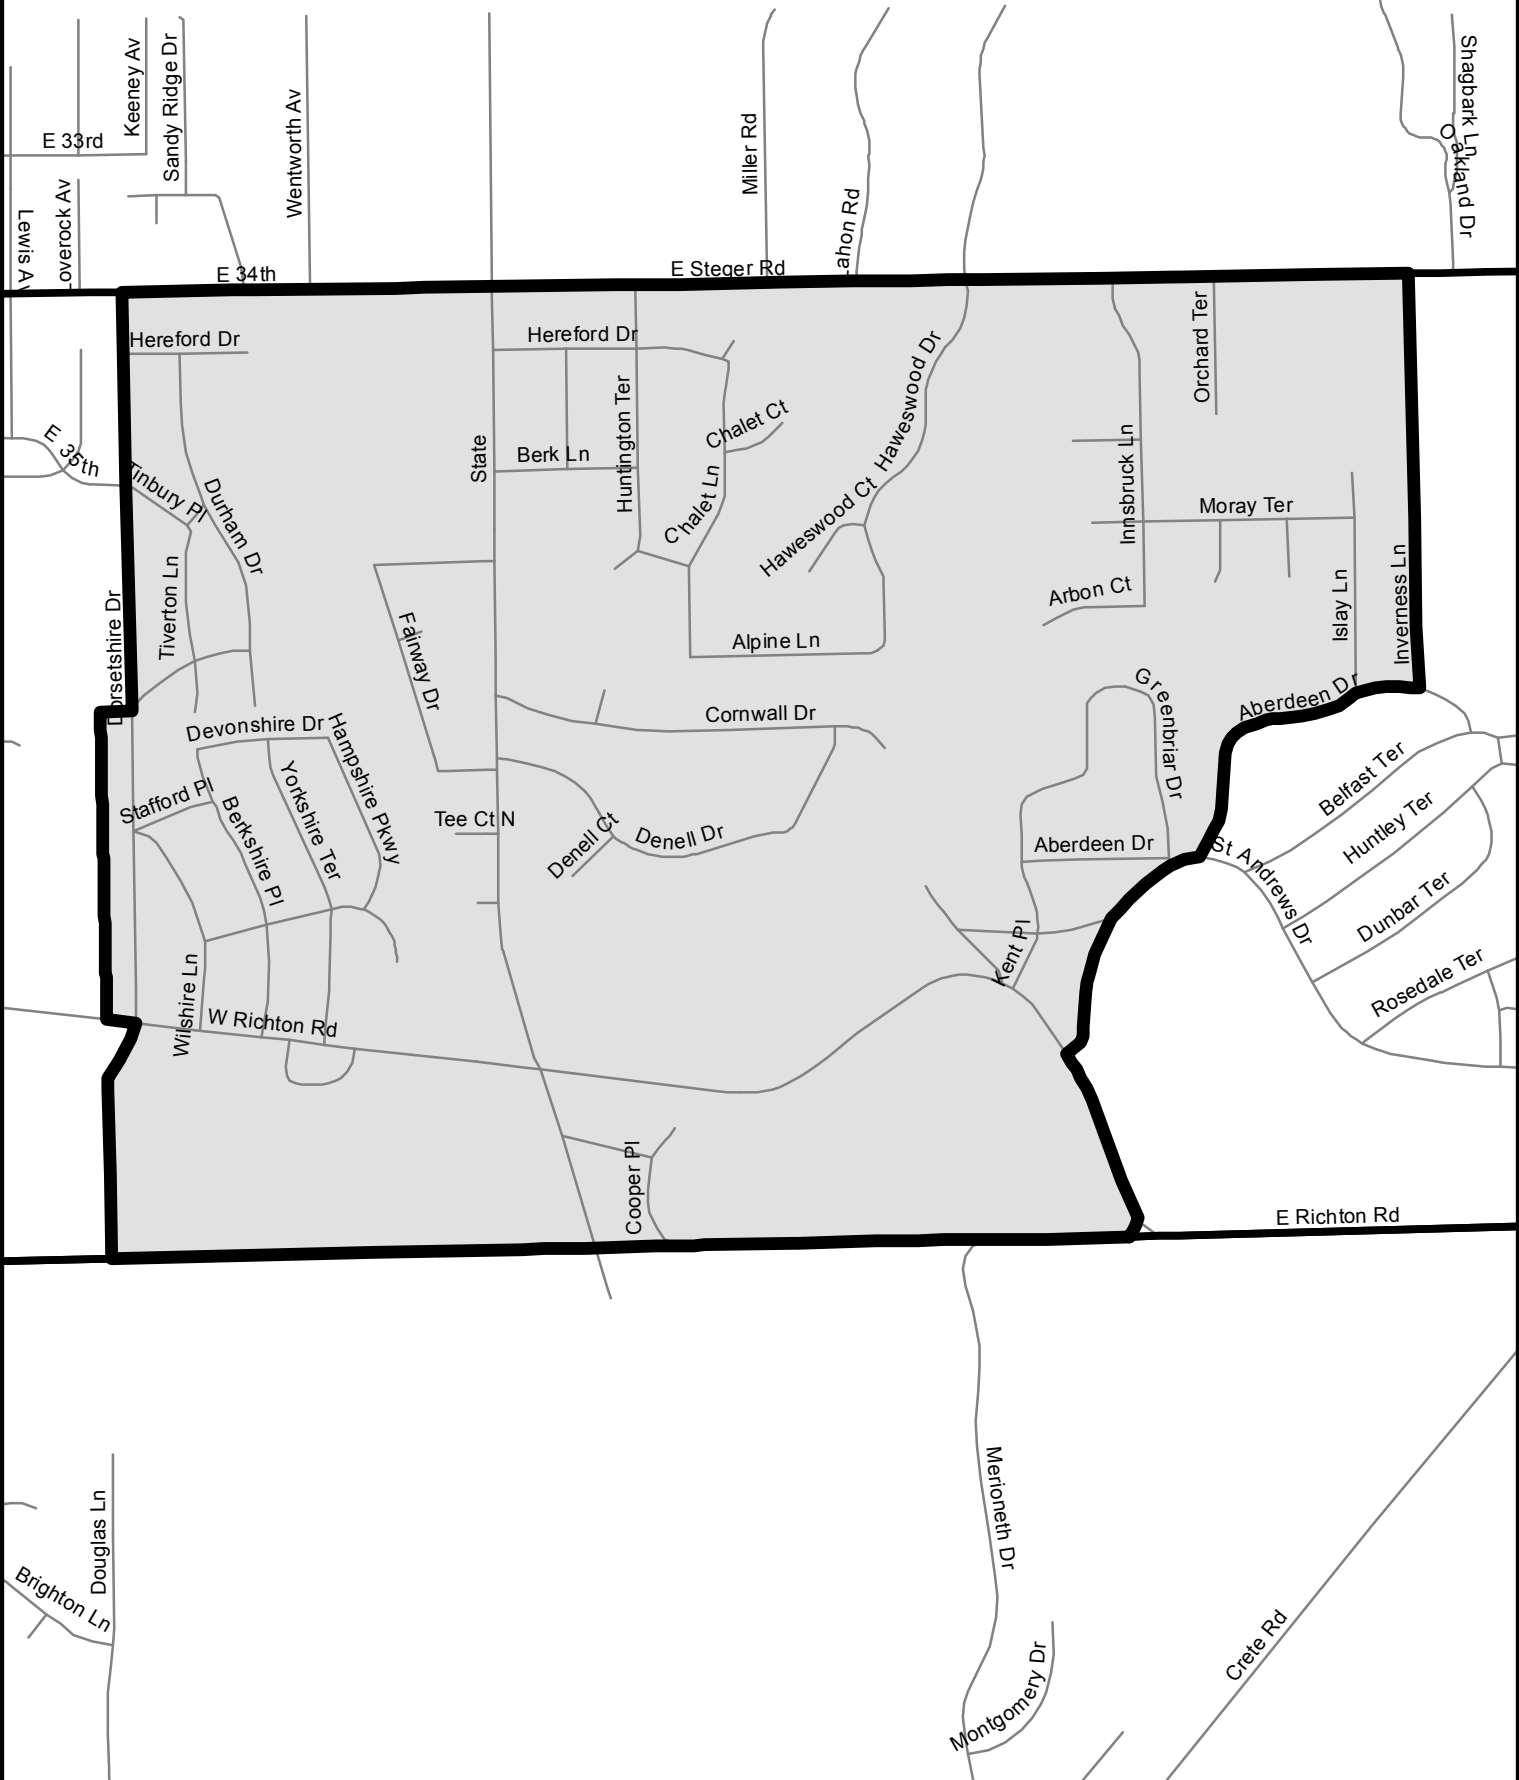 Keeney Av
Sandy Ridge Dr
Shagbark Ln
E 33rd
Wentworth Av
Miller Rd
Oakland Dr
Lewis Av
Loverock Av
Lahon Rd
E 34th
E Steger Rd
Hereford Dr
Hereford Dr
Orchard Ter
Haweswood Dr
Huntington Ter
Chalet Ct
E 35th
State
Berk Ln
Innsbruck Ln
Tinbury Pl
Durham Dr
Chalet Ln
Haweswood Ct
Moray Ter
Tiverton Ln
Arbon Ct
Islay Ln
Inverness Ln
Dorsetshire Dr
Fairway Dr
Alpine Ln
Greenbriar Dr
Aberdeen Dr
Cornwall Dr
Devonshire Dr
Hampshire Pkwy
Yorkshire Ter
Stafford Pl
Berkshire Pl
Tee Ct N
Denell Ct
Denell Dr
Aberdeen Dr
Belfast Ter
Huntley Ter
St Andrews Dr
Dunbar Ter
Kent Pl
Rosedale Ter
Wilshire Ln
W Richton Rd
Cooper Pl
E Richton Rd
Merioneth Dr
Douglas Ln
Brighton Ln
Crete Rd
Montgomery Dr